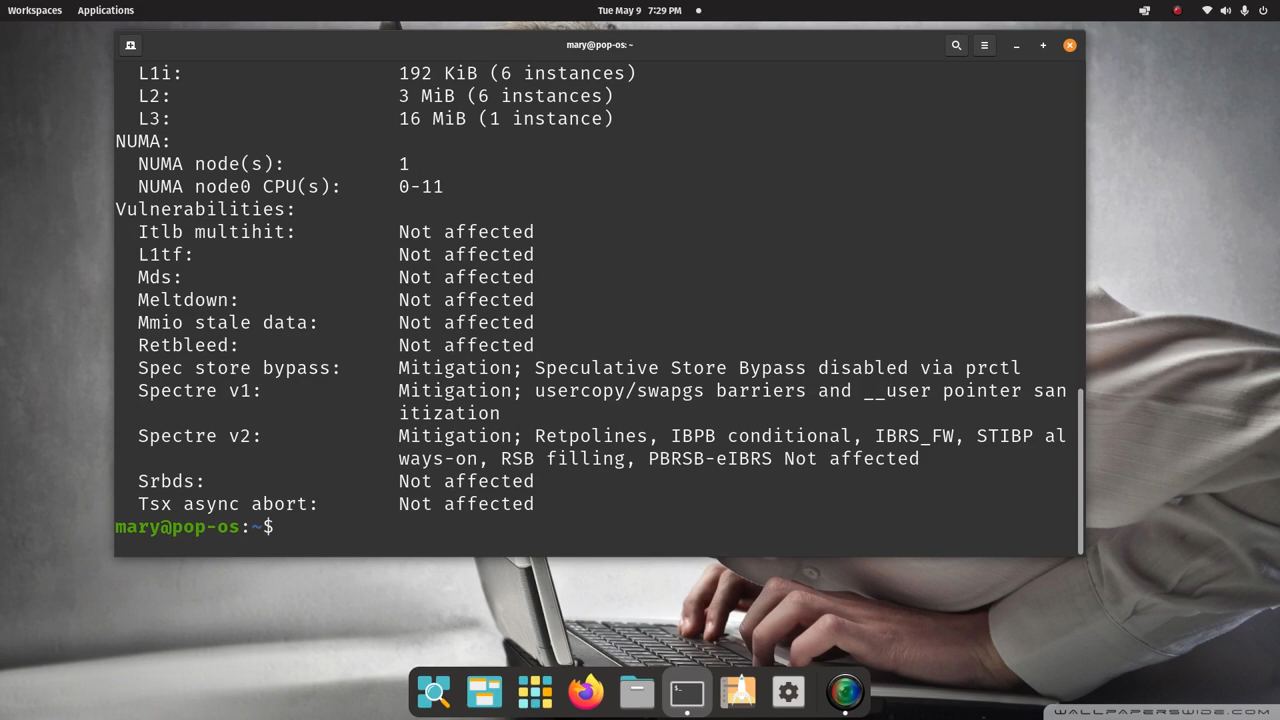 Workspaces Applications Tue May 9 7:29 PM
mary@pop-os: ~
L1i: 192 KiB (6 instances)
L2: 3 MiB (6 instances)
L3: 16 MiB (1 instance)
NUMA:
NUMA node(s): 1
NUMA node0 CPU(s): 0-11
Vulnerabilities:
Itlb multihit: Not affected
L1tf: Not affected
Mds: Not affected
Meltdown: Not affected
Mmio stale data: Not affected
Retbleed: Not affected
Spec store bypass: Mitigation; Speculative Store Bypass disabled via prctl
Spectre v1: Mitigation; usercopy/swapgs barriers and __user pointer san
itization
Spectre v2: Mitigation; Retpolines, IBPB conditional, IBRS_FW, STIBP al
ways-on, RSB filling, PBRSB-eIBRS Not affected
Srbds: Not affected
Tsx async abort: Not affected
mary@pop-os:~$
WALLPAPERSWIDE.COM